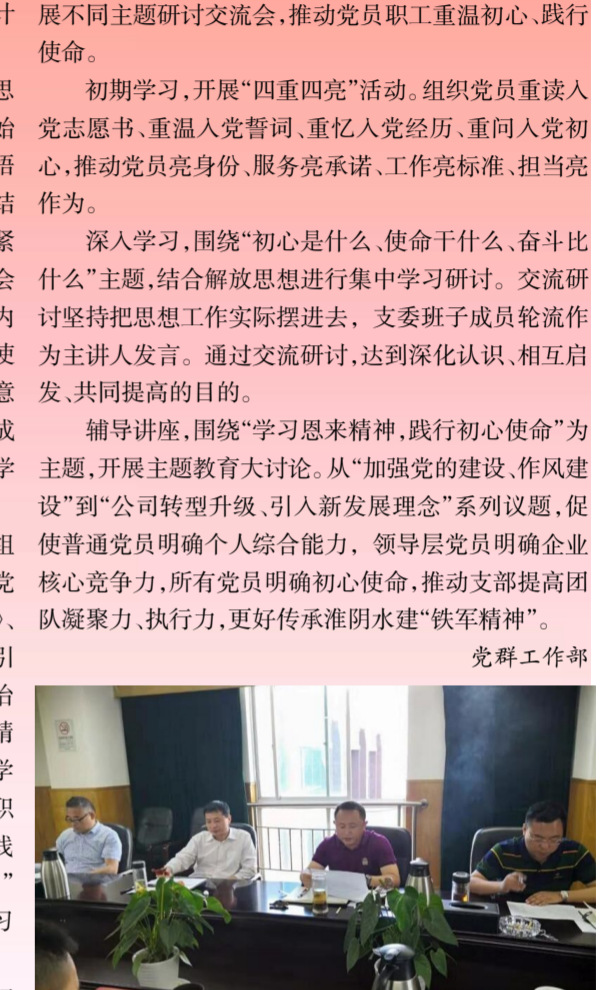 展不同主题研讨交流会,推动党员职工重温初心、践行
使命。
初期学习,开展“四重四亮”活动。组织党员重读入
党志愿书、重温入党誓词、重忆入党经历、重问入党初
心,推动党员亮身份、服务亮承诺、工作亮标准、担当亮
作为。
深入学习,围绕“初心是什么、使命干什么、奋斗比
什么”主题,结合解放思想进行集中学习研讨。交流研
讨坚持把思想工作实际摆进去，支委班子成员轮流作
为主讲人发言。通过交流研讨,达到深化认识、相互启
发、共同提高的目的。
辅导讲座,围绕“学习恩来精神,践行初心使命”为
主题,开展主题教育大讨论。从“加强党的建设、作风建
设”到“公司转型升级、引入新发展理念”系列议题,促
使普通党员明确个人综合能力，领导层党员明确企业
核心竞争力,所有党员明确初心使命,推动支部提高团
队凝聚力、执行力,更好传承淮阴水建“铁军精神”。
党群工作部